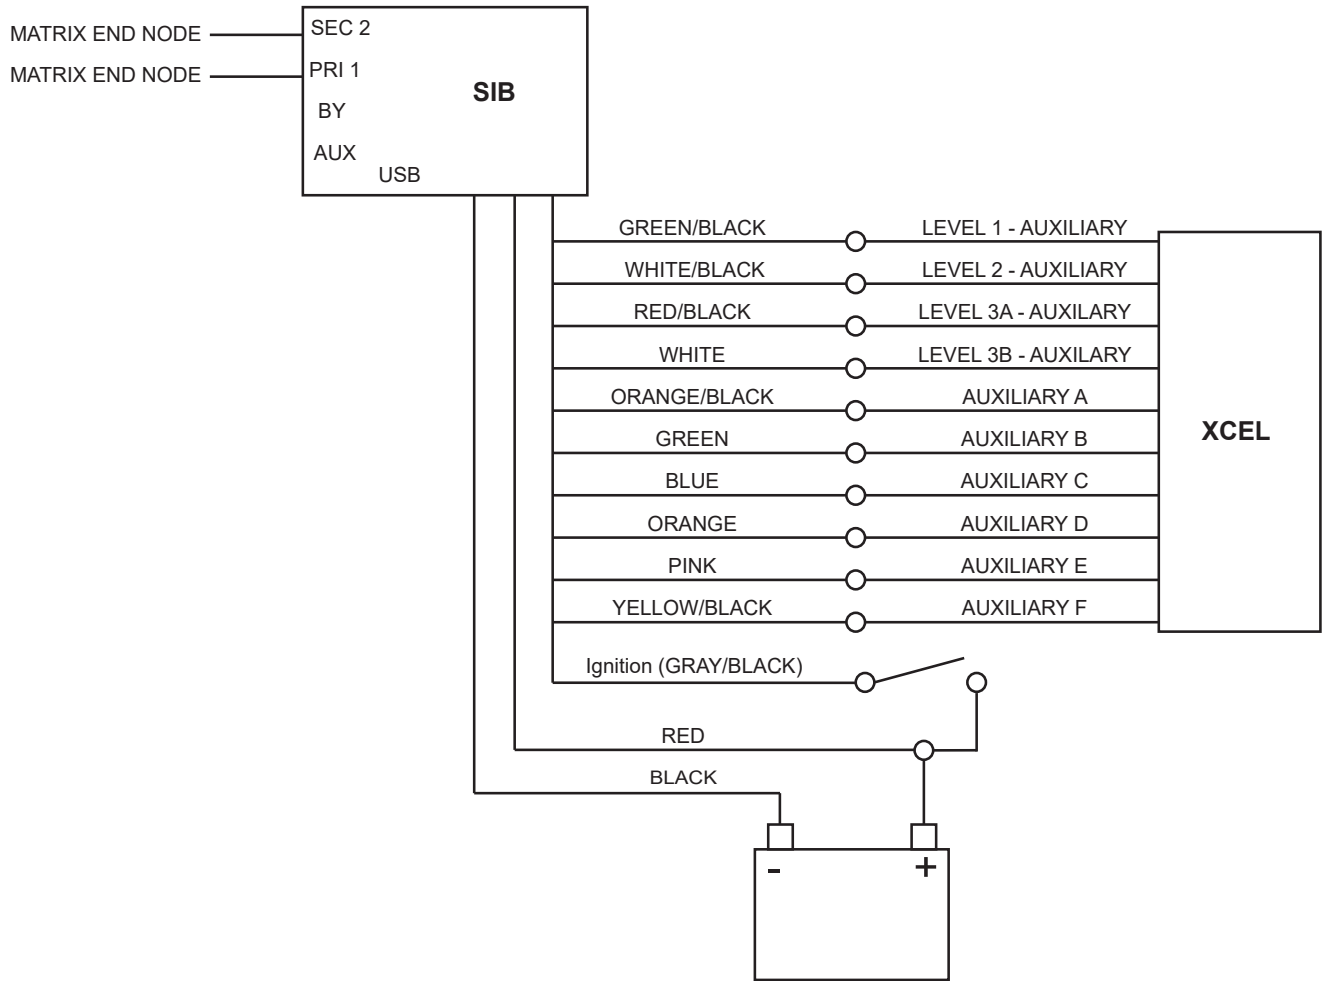 MATRIX END NODE SEC 2
MATRIX END NODE PRI 1
SIB
BY
AUX
USB
GREEN/BLACK LEVEL 1 - AUXILIARY
WHITE/BLACK LEVEL 2 - AUXILIARY
RED/BLACK LEVEL 3A - AUXILARY
WHITE LEVEL 3B - AUXILARY
ORANGE/BLACK AUXILIARY A
GREEN AUXILIARY B
XCEL
BLUE AUXILIARY C
ORANGE AUXILIARY D
PINK AUXILIARY E
YELLOW/BLACK AUXILIARY F
Ignition (GRAY/BLACK)
RED
BLACK
- +